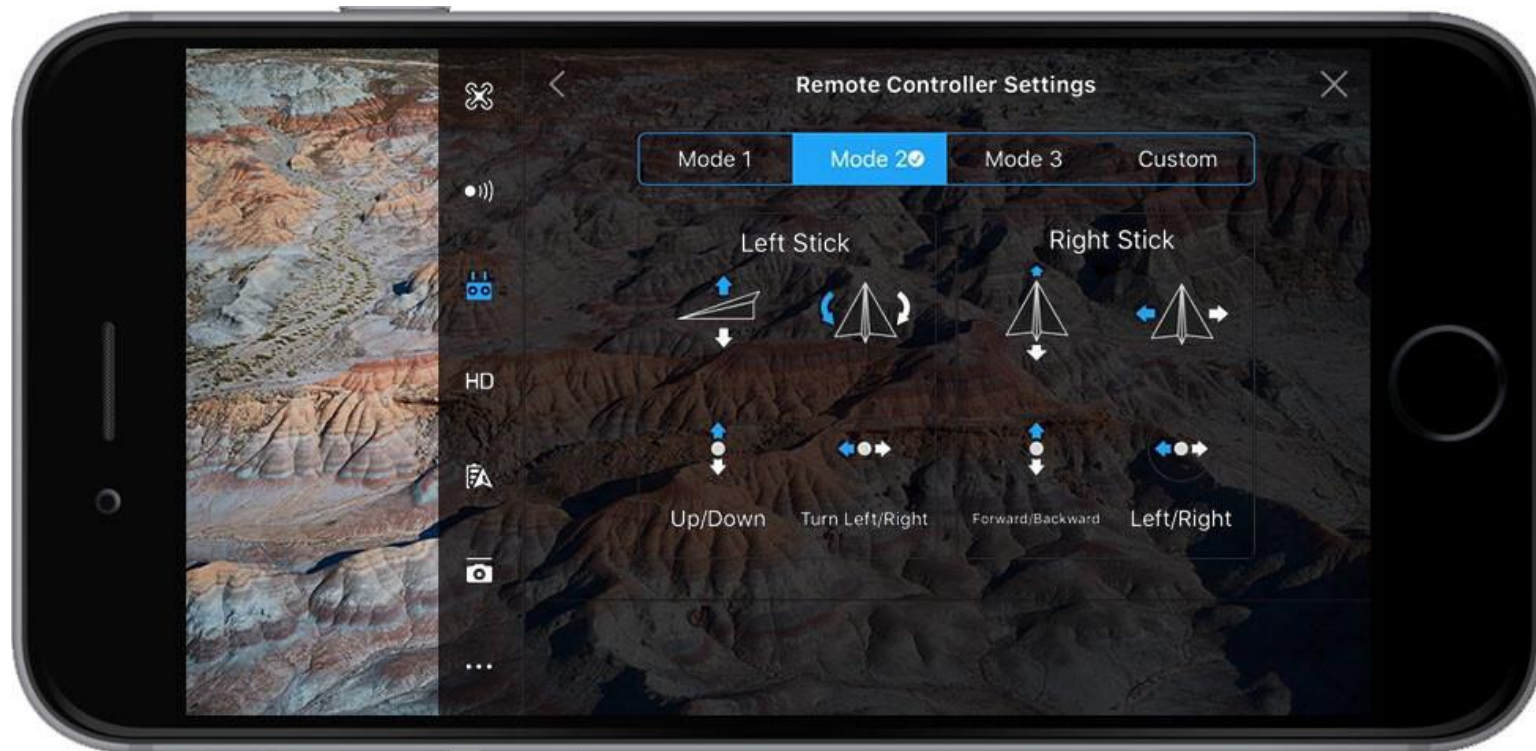 Remote Controller Settings
Mode 1 Mode 2 Mode 3 Custom
Left Stick Right Stick
HD
Up/Down Turn Left/Right Forward/Backward Left/Right